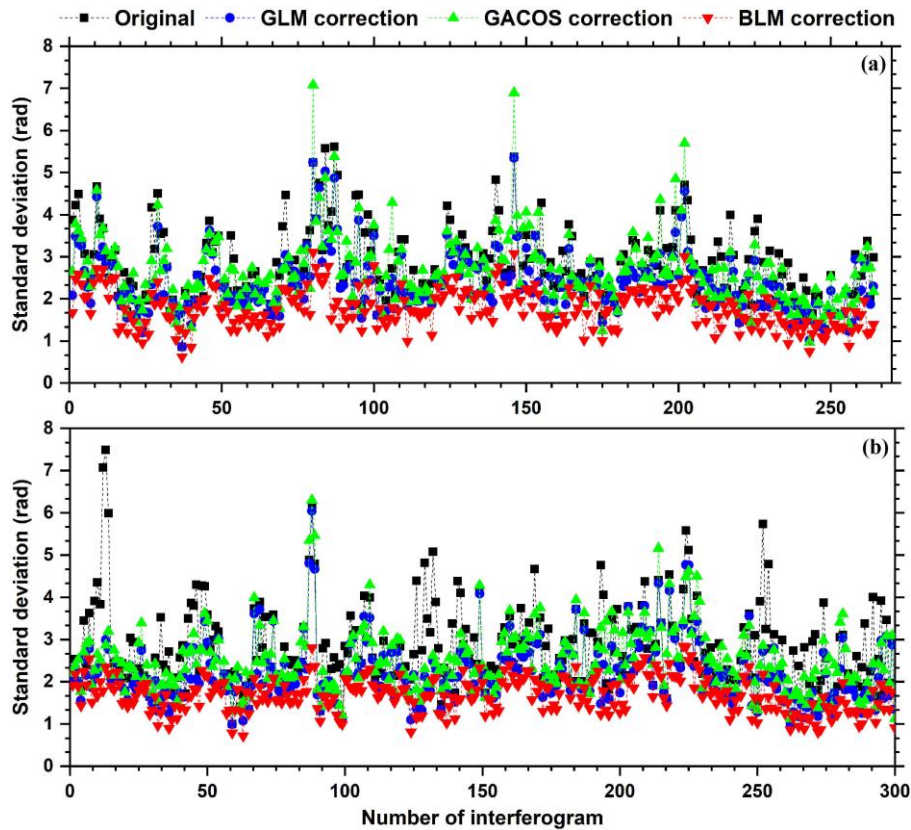 Original GLM correction GACOS correction BLM correction
(a)
Standard deviation (rad)
8
7
6
5
4
3
2
1
0
0 50 100 150 200 250
(b)
Standard deviation (rad)
8
7
6
5
4
3
2
1
0
0 50 100 150 200 250 300
Number of interferogram